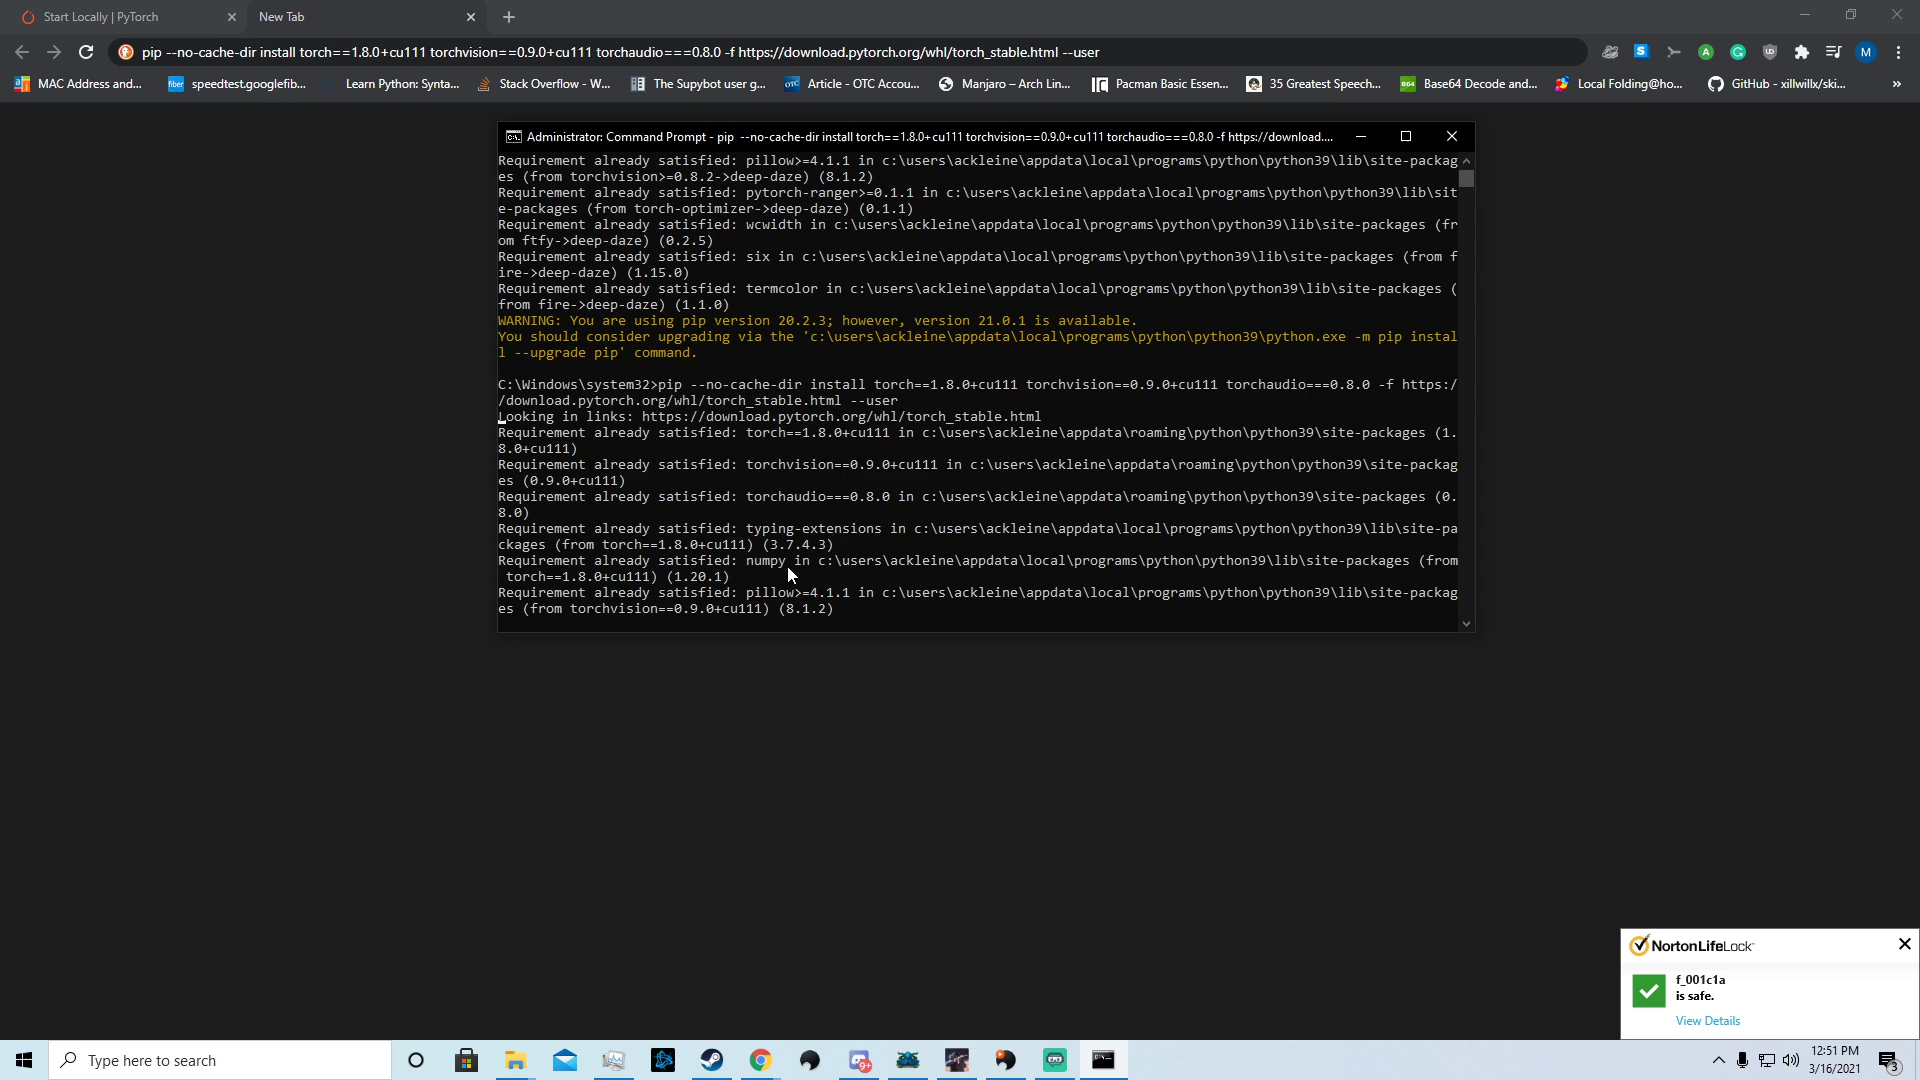 Start Locally | PyTorch
New Tab
pip --no-cache-dir install torch==1.8.0+cu111 torchvision==0.9.0+cu111 torchaudio===0.8.0 -f https://download.pytorch.org/whl/torch_stable.html --user
MAC Address and... speedtest.googlefib... Learn Python: Synta... Stack Overflow - W... The Supybot user g... Article - OTC Accou... Manjaro – Arch Lin... Pacman Basic Essen... 35 Greatest Speech... Base64 Decode and... Local Folding@ho... GitHub - xillwillx/ski...
Administrator: Command Prompt - pip --no-cache-dir install torch==1.8.0+cu111 torchvision==0.9.0+cu111 torchaudio===0.8.0 -f https://download....
Requirement already satisfied: pillow>=4.1.1 in c:\users\ackleine\appdata\local\programs\python\python39\lib\site-packag
es (from torchvision>=0.8.2->deep-daze) (8.1.2)
Requirement already satisfied: pytorch-ranger>=0.1.1 in c:\users\ackleine\appdata\local\programs\python\python39\lib\sit
e-packages (from torch-optimizer->deep-daze) (0.1.1)
Requirement already satisfied: wcwidth in c:\users\ackleine\appdata\local\programs\python\python39\lib\site-packages (fr
om ftfy->deep-daze) (0.2.5)
Requirement already satisfied: six in c:\users\ackleine\appdata\local\programs\python\python39\lib\site-packages (from f
ire->deep-daze) (1.15.0)
Requirement already satisfied: termcolor in c:\users\ackleine\appdata\local\programs\python\python39\lib\site-packages (
from fire->deep-daze) (1.1.0)
WARNING: You are using pip version 20.2.3; however, version 21.0.1 is available.
You should consider upgrading via the 'c:\users\ackleine\appdata\local\programs\python\python39\python.exe -m pip instal
l --upgrade pip' command.
C:\Windows\system32>pip --no-cache-dir install torch==1.8.0+cu111 torchvision==0.9.0+cu111 torchaudio===0.8.0 -f https:/
/download.pytorch.org/whl/torch_stable.html --user
Looking in links: https://download.pytorch.org/whl/torch_stable.html
Requirement already satisfied: torch==1.8.0+cu111 in c:\users\ackleine\appdata\roaming\python\python39\site-packages (1.
8.0+cu111)
Requirement already satisfied: torchvision==0.9.0+cu111 in c:\users\ackleine\appdata\roaming\python\python39\site-packag
es (0.9.0+cu111)
Requirement already satisfied: torchaudio===0.8.0 in c:\users\ackleine\appdata\roaming\python\python39\site-packages (0.
8.0)
Requirement already satisfied: typing-extensions in c:\users\ackleine\appdata\local\programs\python\python39\lib\site-pa
ckages (from torch==1.8.0+cu111) (3.7.4.3)
Requirement already satisfied: numpy in c:\users\ackleine\appdata\local\programs\python\python39\lib\site-packages (from
torch==1.8.0+cu111) (1.20.1)
Requirement already satisfied: pillow>=4.1.1 in c:\users\ackleine\appdata\local\programs\python\python39\lib\site-packag
es (from torchvision==0.9.0+cu111) (8.1.2)
NortonLifeLock
f_001c1a
is safe.
View Details
Type here to search
12:51 PM
3/16/2021
3